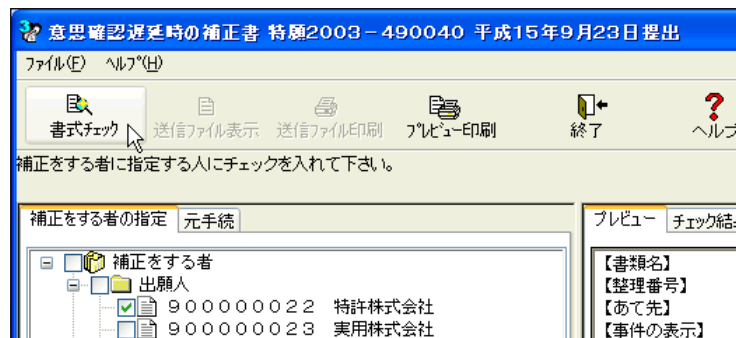 意思確認遅延時の補正書 特願2003-490040 平成15年9月23日提出
ファイル(F) ヘルプ(H)
書式チェック 送信ファイル表示 送信ファイル印刷 プレビュー印刷 終了 ヘルプ
補正をする者に指定する人にチェックを入れて下さい。
補正をする者の指定 元手続 プレビュー チェック結
補正をする者
出願人
900000022 特許株式会社
900000023 実用株式会社
【書類名】
【整理番号】
【あて先】
【事件の表示】